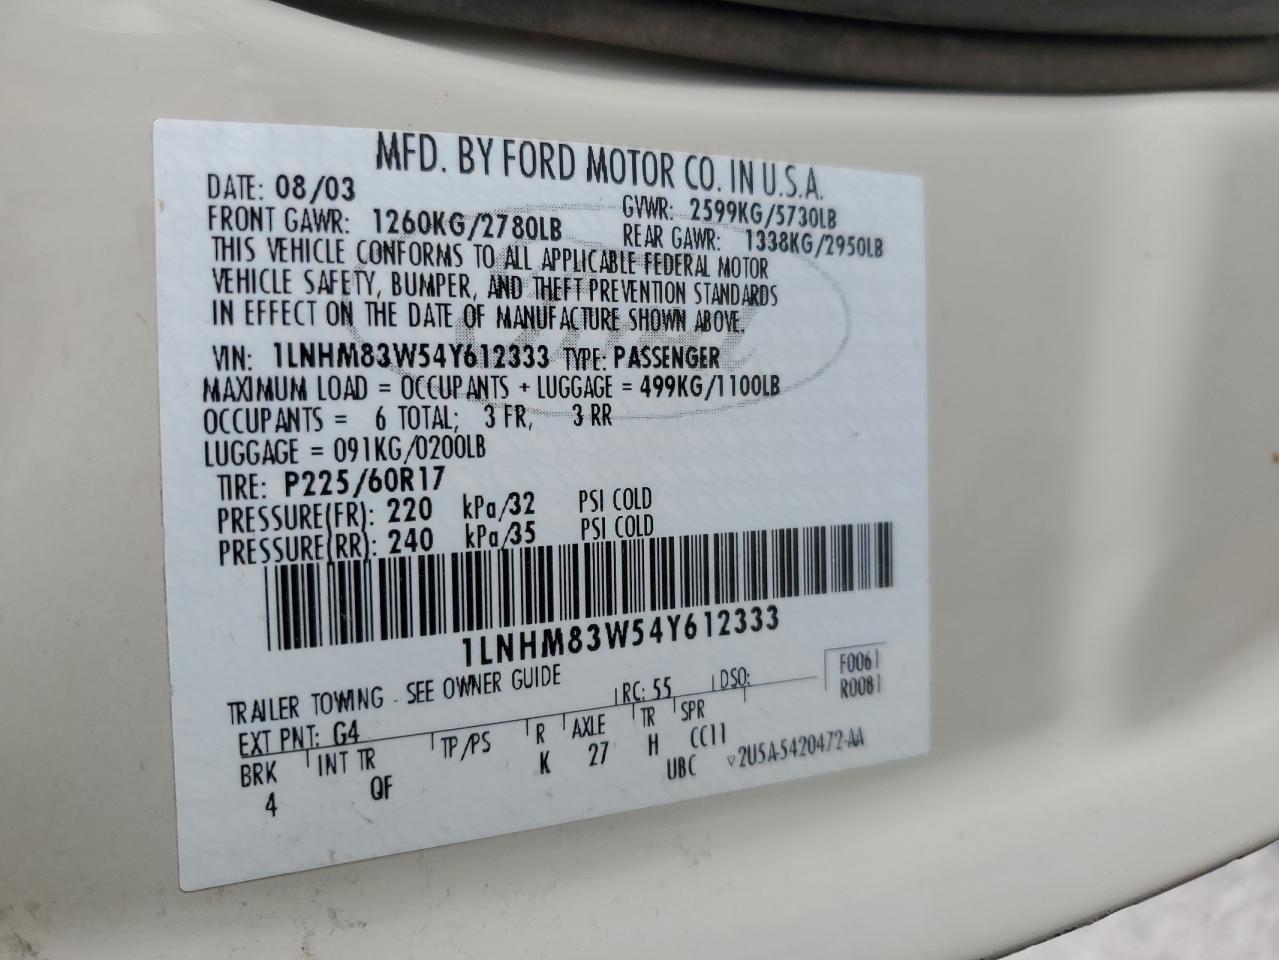 MFD. BY FORD MOTOR CO. IN U.S.A.
DATE: 08/03 GVWR: 2599KG/5730LB
FRONT GAWR: 1260KG/2780LB REAR GAWR: 1338KG/2950LB
THIS VEHICLE CONFORMS TO ALL APPLICABLE FEDERAL MOTOR
VEHICLE SAFETY, BUMPER, AND THEFT PREVENTION STANDARDS
IN EFFECT ON THE DATE OF MANUFACTURE SHOWN ABOVE.
VIN: 1LNHM83W54Y612333 TYPE: PASSENGER
MAXIMUM LOAD = OCCUPANTS + LUGGAGE = 499KG/1100LB
OCCUPANTS = 6 TOTAL; 3 FR, 3 RR
LUGGAGE = 091KG/0200LB
TIRE: P225/60R17
PRESSURE(FR): 220 kPa/32 PSI COLD
PRESSURE(RR): 240 kPa/35 PSI COLD
1LNHM83W54Y612333
TRAILER TOWING - SEE OWNER GUIDE
F0061
R0081
EXT PNT: G4 RC: 55 DSO:
BRK INT TR TP/PS R AXLE TR SPR
4 QF K 27 H CC11
UBC ▽2U5A-5420472-AA